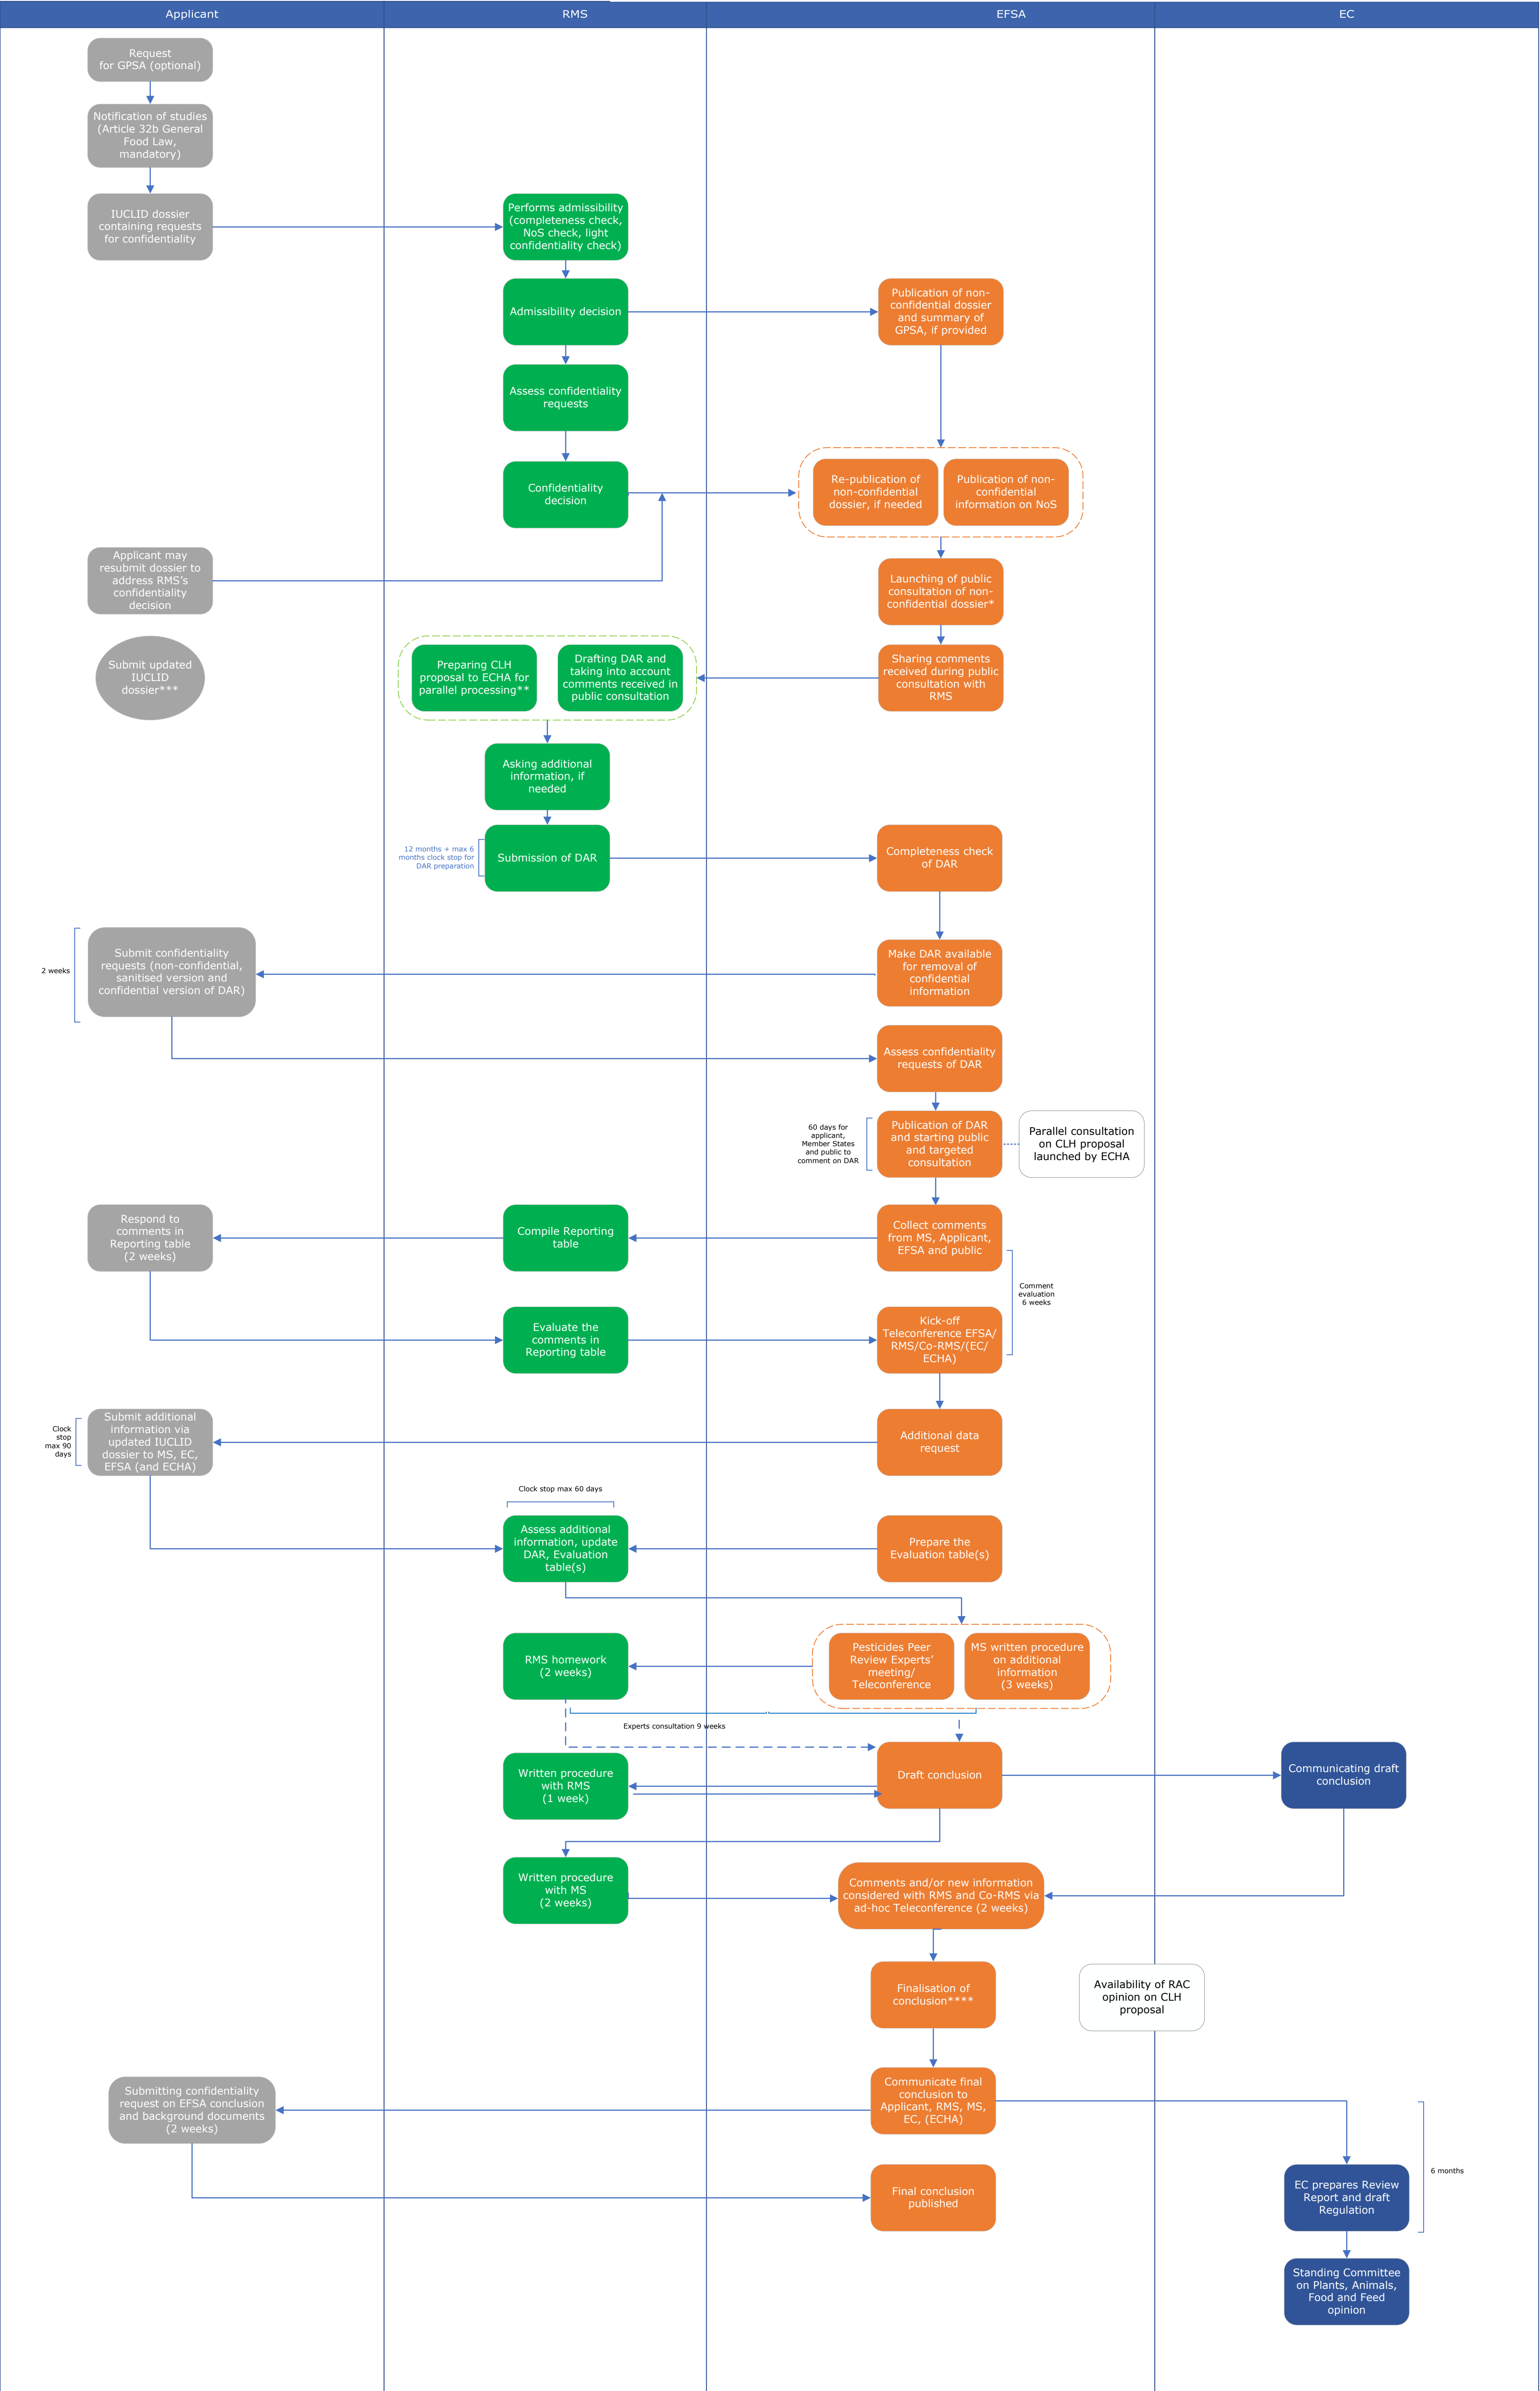 Applicant
RMS
EFSA
EC
Request
for GPSA (optional)
Notification of studies
(Article 32b General
Food Law,
mandatory)
IUCLID dossier
containing requests
for confidentiality
Performs admissibility
(completeness check,
NoS check, light
confidentiality check)
Admissibility decision
Publication of non-
confidential dossier
and summary of
GPSA, if provided
Assess confidentiality
requests
Confidentiality
decision
Re-publication of
non-confidential
dossier, if needed
Publication of non-
confidential
information on NoS
Applicant may
resubmit dossier to
address RMS's
confidentiality
decision
Launching of public
consultation of non-
confidential dossier*
Submit updated
IUCLID
dossier***
Preparing CLH
proposal to ECHA for
parallel processing**
Drafting DAR and
taking into account
comments received in
public consultation
Sharing comments
received during public
consultation with
RMS
Asking additional
information, if
needed
12 months + max 6
months clock stop for
DAR preparation
Submission of DAR
Completeness check
of DAR
2 weeks
Submit confidentiality
requests (non-confidential,
sanitised version and
confidential version of DAR)
Make DAR available
for removal of
confidential
information
Assess confidentiality
requests of DAR
60 days for
applicant,
Member States
and public to
comment on DAR
Publication of DAR
and starting public
and targeted
consultation
Parallel consultation
on CLH proposal
launched by ECHA
Respond to
comments in
Reporting table
(2 weeks)
Compile Reporting
table
Collect comments
from MS, Applicant,
EFSA and public
Comment
evaluation
6 weeks
Evaluate the
comments in
Reporting table
Kick-off
Teleconference EFSA/
RMS/Co-RMS/(EC/
ECHA)
Clock
stop
max 90
days
Submit additional
information via
updated IUCLID
dossier to MS, EC,
EFSA (and ECHA)
Additional data
request
Clock stop max 60 days
Assess additional
information, update
DAR, Evaluation
table(s)
Prepare the
Evaluation table(s)
RMS homework
(2 weeks)
Pesticides Peer
Review Experts'
meeting/
Teleconference
MS written procedure
on additional
information
(3 weeks)
Experts consultation 9 weeks
Written procedure
with RMS
(1 week)
Draft conclusion
Communicating draft
conclusion
Written procedure
with MS
(2 weeks)
Comments and/or new information
considered with RMS and Co-RMS via
ad-hoc Teleconference (2 weeks)
Finalisation of
conclusion****
Availability of RAC
opinion on CLH
proposal
Submitting confidentiality
request on EFSA conclusion
and background documents
(2 weeks)
Communicate final
conclusion to
Applicant, RMS, MS,
EC, (ECHA)
6 months
Final conclusion
published
EC prepares Review
Report and draft
Regulation
Standing Committee
on Plants, Animals,
Food and Feed
opinion